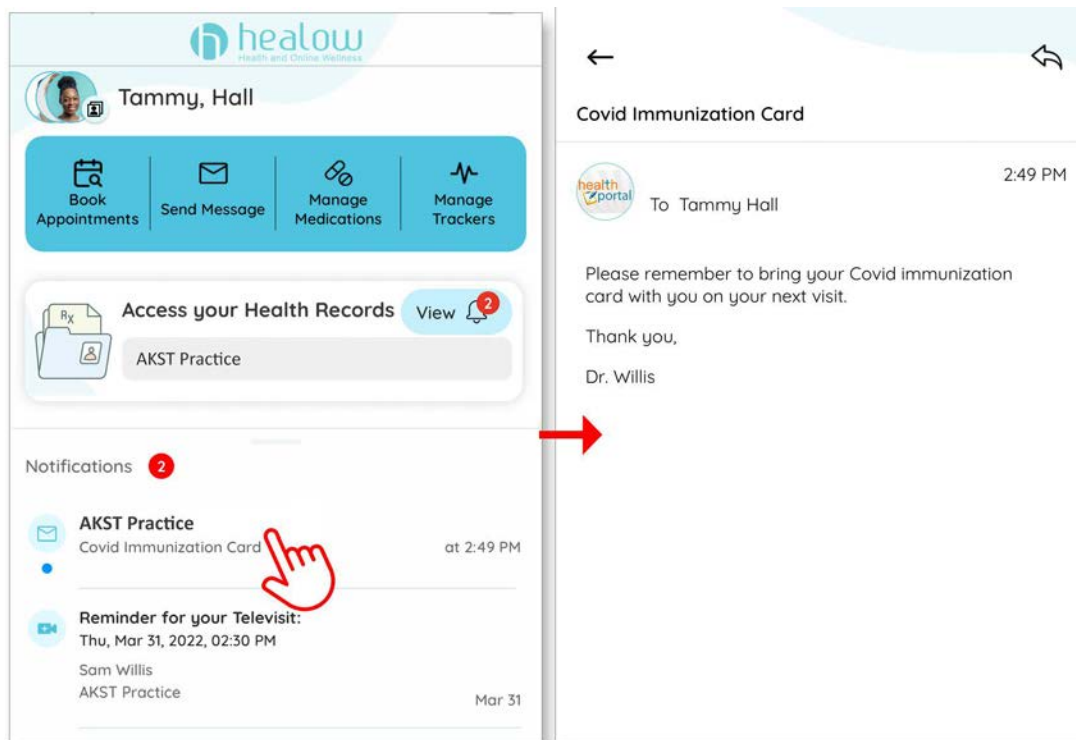 healow
Health and Online Wellness
Tammy, Hall
Book
Appointments
Send Message
Manage
Medications
Manage
Trackers
Rx
Access your Health Records
View
2
AKST Practice
Notifications
2
AKST Practice
Covid Immunization Card
at 2:49 PM
Reminder for your Televisit:
Thu, Mar 31, 2022, 02:30 PM
Sam Willis
AKST Practice
Mar 31
Covid Immunization Card
health
portal
2:49 PM
To Tammy Hall
Please remember to bring your Covid immunization
card with you on your next visit.
Thank you,
Dr. Willis